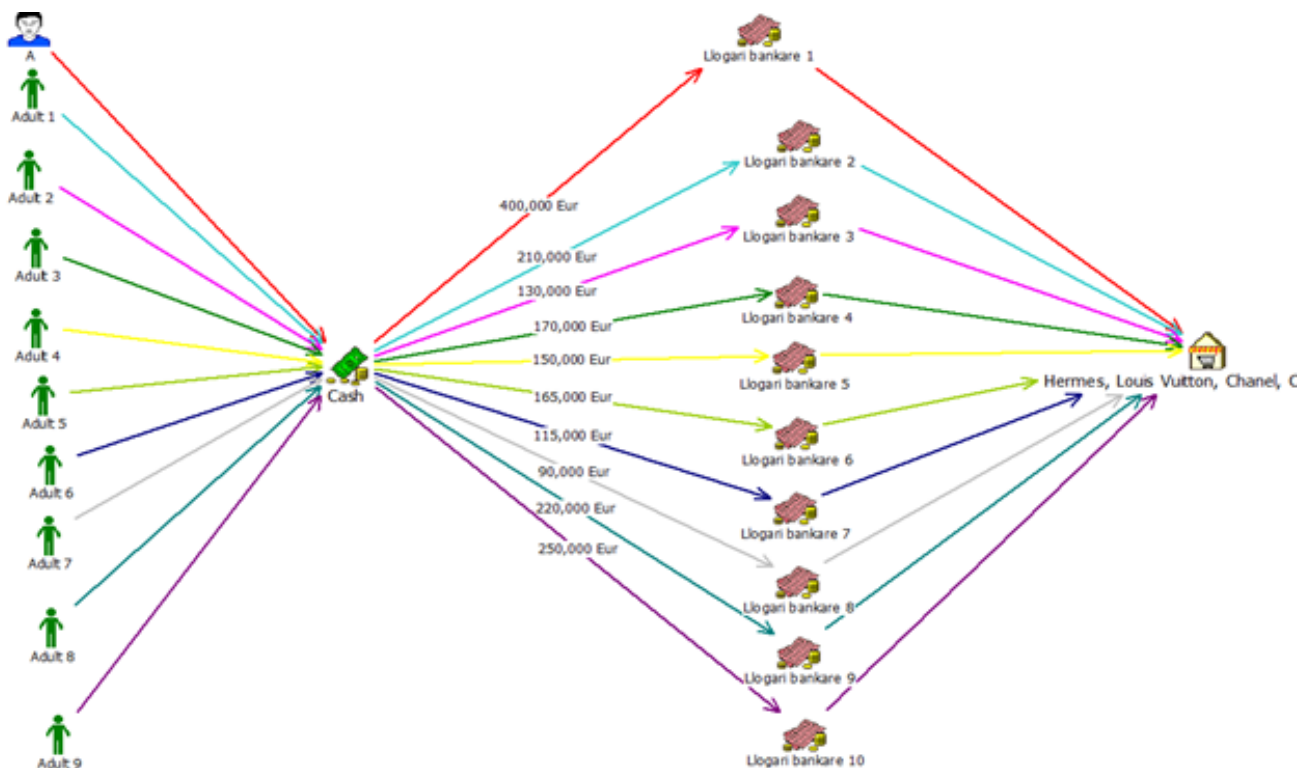 A
Adult 1
Adult 2
Adult 3
Adult 4
Adult 5
Adult 6
Adult 7
Adult 8
Adult 9
Cash
400,000 Eur
210,000 Eur
130,000 Eur
170,000 Eur
150,000 Eur
165,000 Eur
115,000 Eur
90,000 Eur
220,000 Eur
250,000 Eur
Llogari bankare 1
Llogari bankare 2
Llogari bankare 3
Llogari bankare 4
Llogari bankare 5
Llogari bankare 6
Llogari bankare 7
Llogari bankare 8
Llogari bankare 9
Llogari bankare 10
Hermes, Louis Vuitton, Chanel,